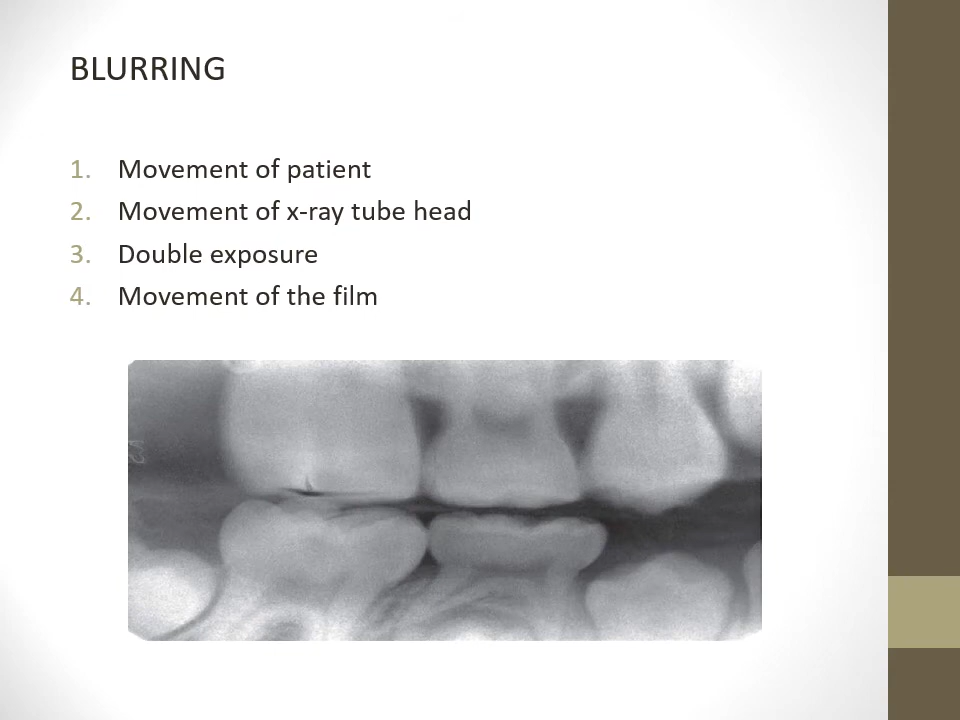 BLURRING
1. Movement of patient
2. Movement of x-ray tube head
3. Double exposure
4. Movement of the film